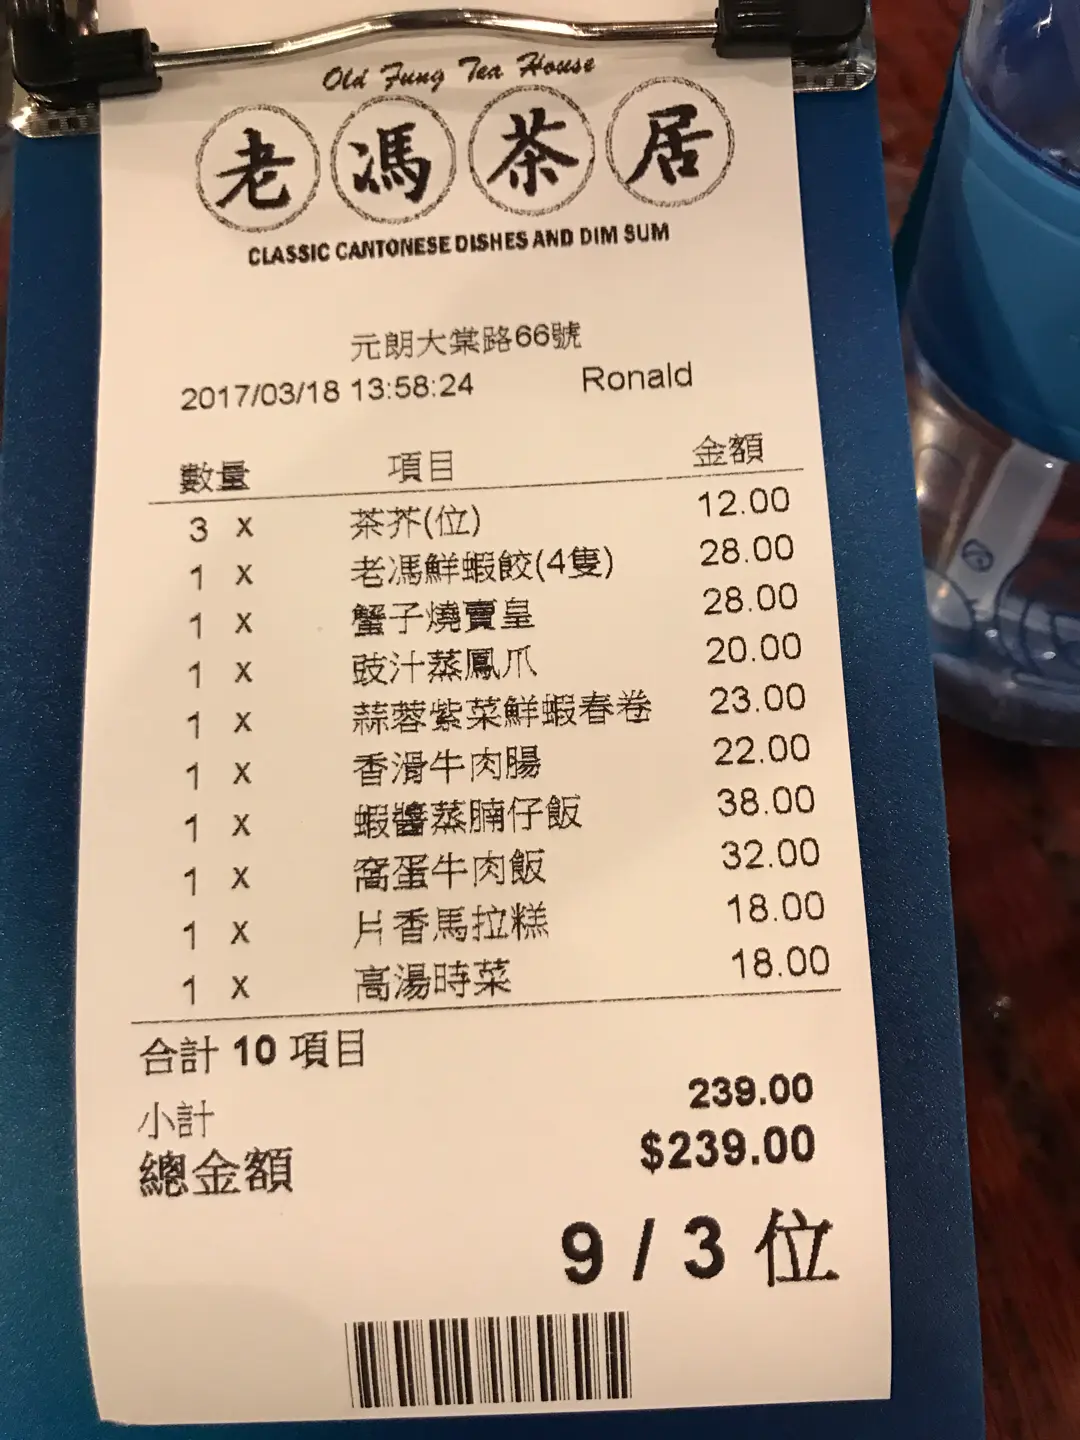 Old Fung Tea House
老馮茶居
CLASSIC CANTONESE DISHES AND DIM SUM
元朗大棠路66號
2017/03/18 13:58:24 Ronald
數量 項目 金額
3 x 茶芥(位) 12.00
1 x 老馮鮮蝦餃(4隻) 28.00
1 x 蟹子燒賣皇 28.00
1 x 豉汁蒸鳳爪 20.00
1 x 蒜蓉紫菜鮮蝦春卷 23.00
1 x 香滑牛肉腸 22.00
1 x 蝦醬蒸腩仔飯 38.00
1 x 窩蛋牛肉飯 32.00
1 x 片香馬拉糕 18.00
1 x 高湯時菜 18.00
合計 10 項目
小計 239.00
總金額 $239.00
9 / 3 位